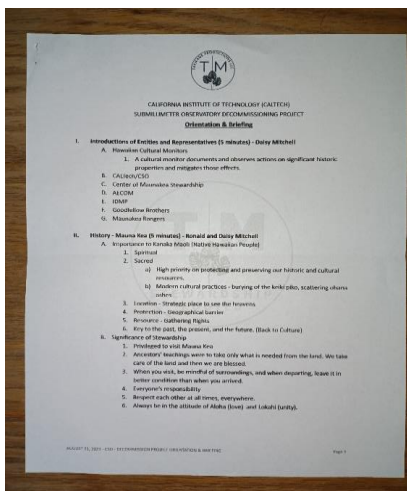 T M
CALIFORNIA INSTITUTE OF TECHNOLOGY (CALTECH)
SUBMILLIMETER OBSERVATORY DECOMMISSIONING PROJECT
Orientation & Briefing
I. Introductions of Entities and Representatives (5 minutes) - Daisy Mitchell
A. Hawaiian Cultural Monitors
1. A cultural monitor documents and observes actions on significant historic
properties and mitigates those effects.
B. CALtech/CSO
C. Center of Maunakea Stewardship
D. AECOM
E. IDMP
F. Goodfellow Brothers
G. Maunakea Rangers
II. History - Mauna Kea (5 minutes) - Ronald and Daisy Mitchell
A. Importance to Kanaka Maoli (Native Hawaiian People)
1. Spiritual
2. Sacred
a) High priority on protecting and preserving our historic and cultural
resources.
b) Modern cultural practices - burying of the keiki piko, scattering ohana
ashes
3. Location - Strategic place to see the heavens
4. Protection - Geographical barrier
5. Resource - Gathering Rights
6. Key to the past, the present, and the future. (Back to Culture)
B. Significance of Stewardship
1. Privileged to visit Mauna Kea
2. Ancestors' teachings were to take only what is needed from the land. We take
care of the land and then we are blessed.
3. When you visit, be mindful of surroundings, and when departing, leave it in
better condition than when you arrived.
4. Everyone's responsibility
5. Respect each other at all times, everywhere.
6. Always be in the attitude of Aloha (love) and Lokahi (unity).
- CSO - DECOMMISSION PROJECT ORIENTATION & BRIEFING
Page 1